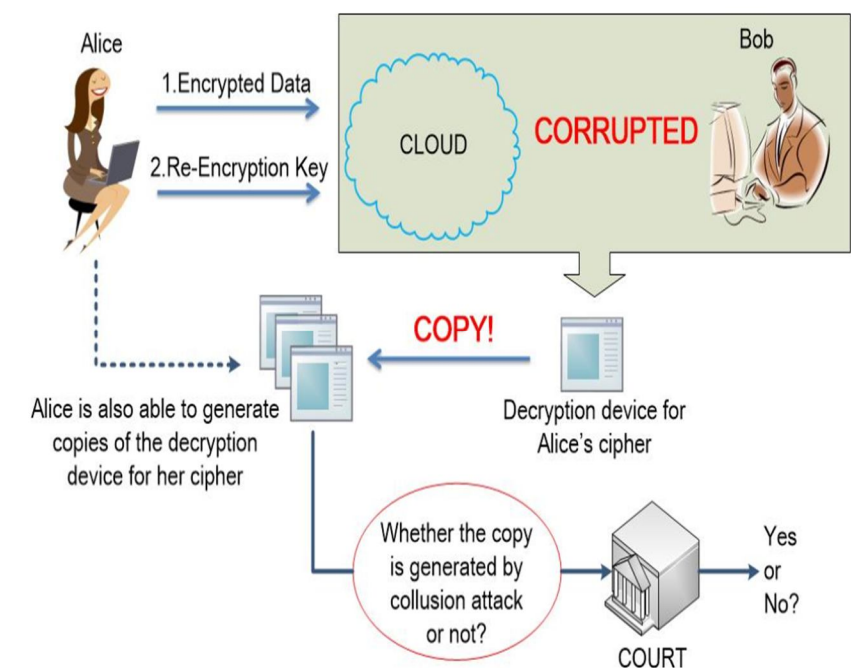 Alice
Bob
1.Encrypted Data
CLOUD
CORRUPTED
2.Re-Encryption Key
COPY!
Alice is also able to generate
copies of the decryption
device for her cipher
Decryption device for
Alice’s cipher
Whether the copy
is generated by
collusion attack
or not?
Yes
or
No?
COURT